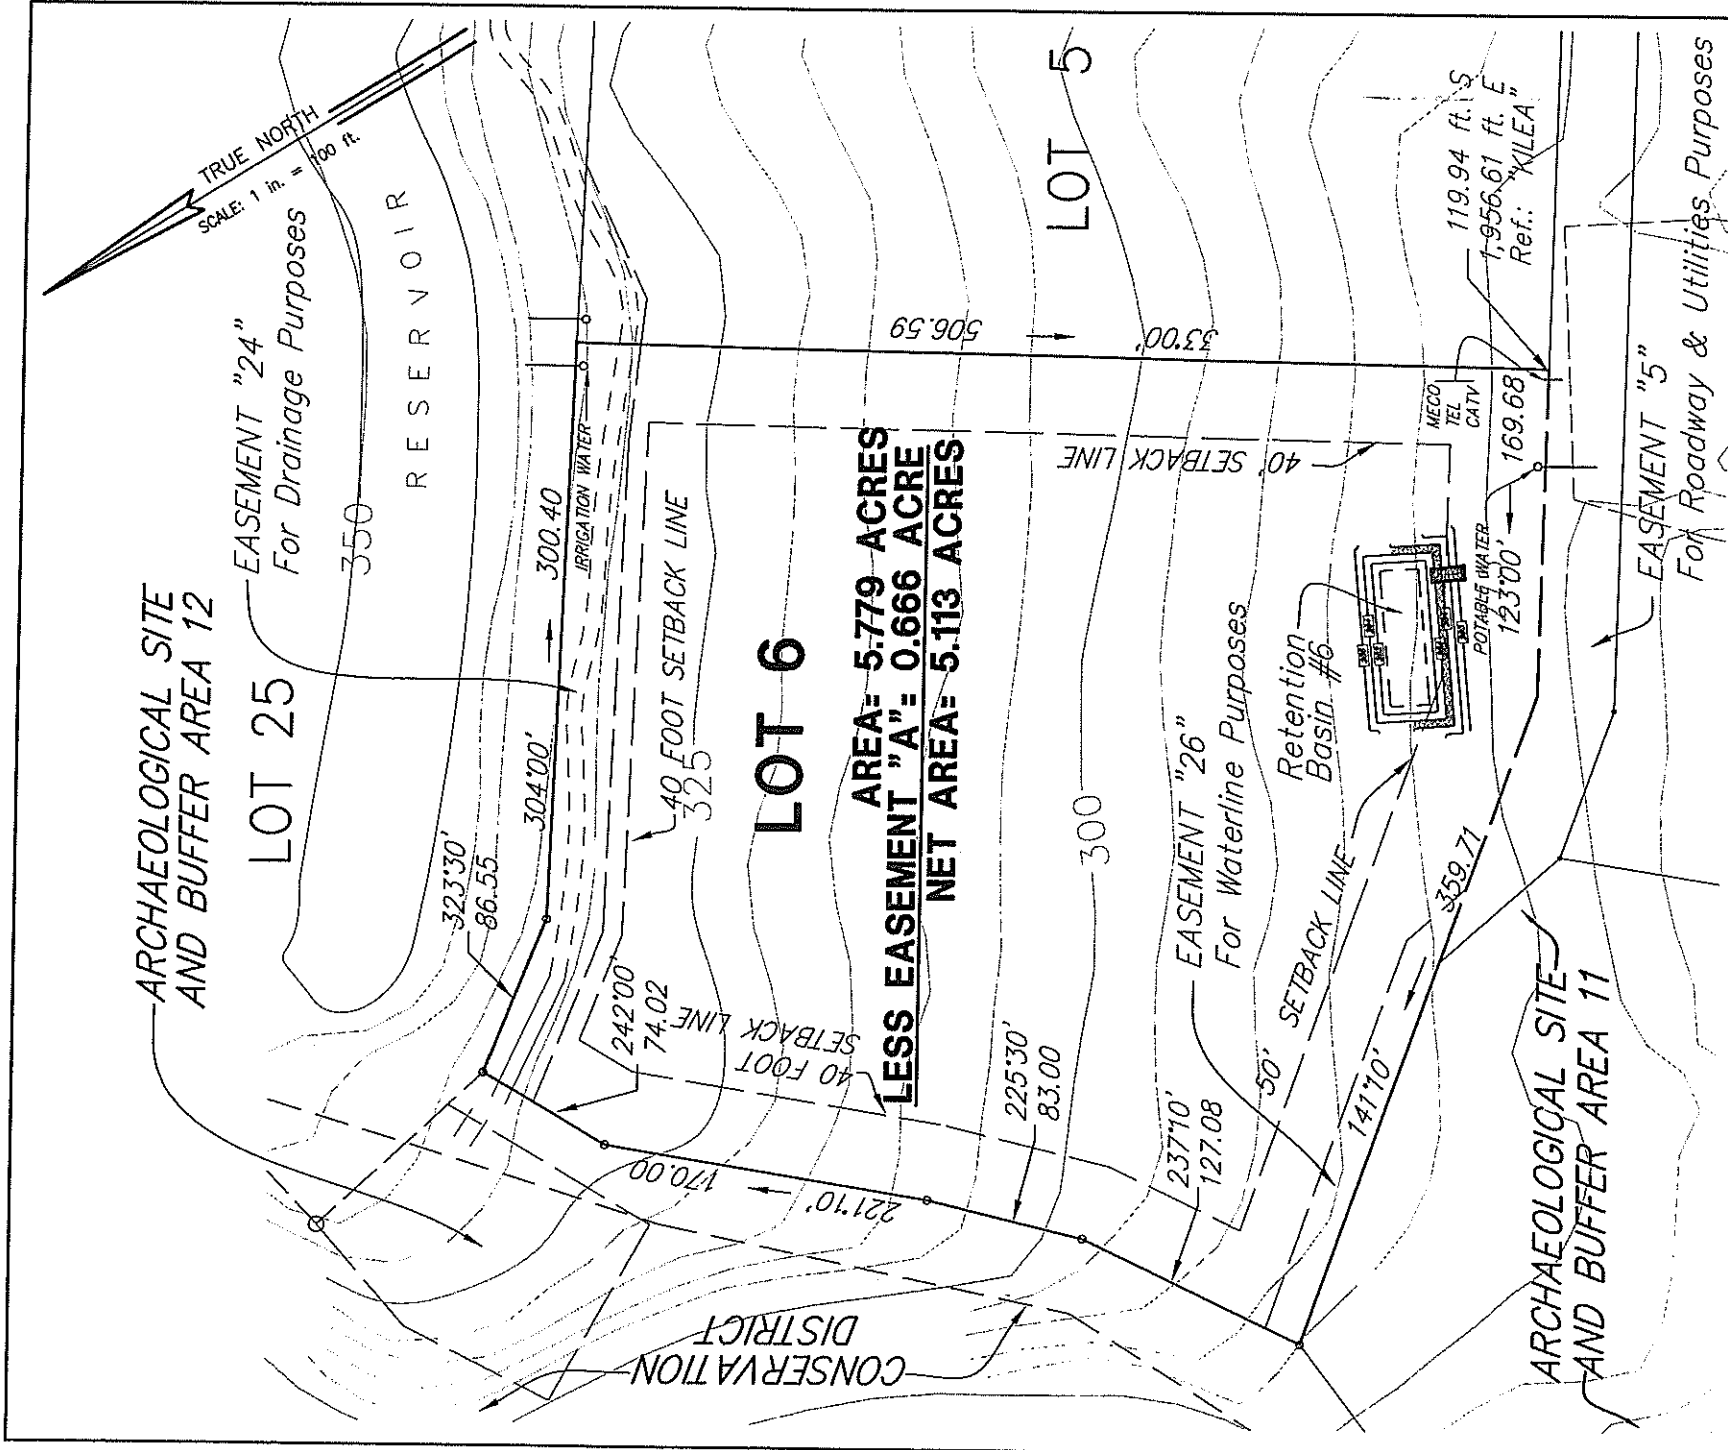 ARCHAEOLOGICAL SITE
AND BUFFER AREA 12
LOT 25
EASEMENT "24"
For Drainage Purposes
350
RESERVOIR
TRUE NORTH
SCALE: 1 in. = 100 ft.
323°30'
86.55
304°00'
300.40
IRRIGATION WATER
40 FOOT SETBACK LINE
325
242°00'
74.02
40 FOOT
SETBACK LINE
LOT 6
AREA= 5.779 ACRES
LESS EASEMENT "A"= 0.666 ACRE
NET AREA= 5.113 ACRES
506.59
33°00'
LOT 5
40' SETBACK LINE
221°10'
170.00
225°30'
83.00
300
237°10'
127.08
CONSERVATION
DISTRICT
EASEMENT "26"
For Waterline Purposes
50' SETBACK LINE
Retention
Basin #6
MECO
TEL
CATV
119.94 ft. S
1,956.61 ft. E
Ref.: "KILEA"
POTABLE WATER
123°00'
169.68
141°10'
359.71
EASEMENT "5"
For Roadway & Utilities Purposes
ARCHAEOLOGICAL SITE
AND BUFFER AREA 11